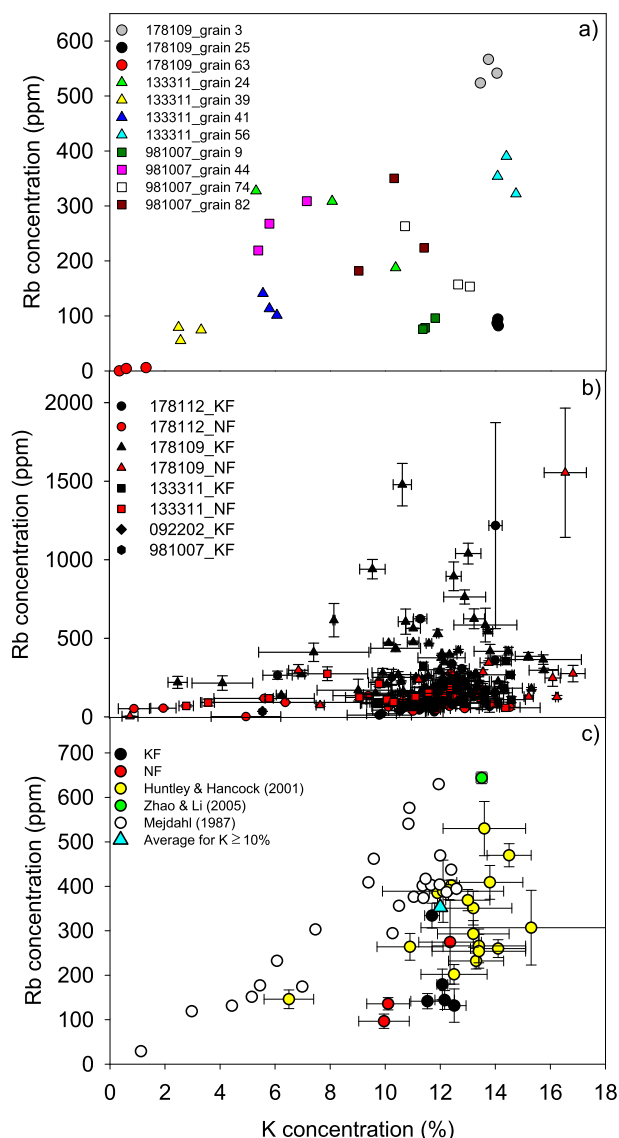 a)
178109_grain 3
178109_grain 25
178109_grain 63
133311_grain 24
133311_grain 39
133311_grain 41
133311_grain 56
981007_grain 9
981007_grain 44
981007_grain 74
981007_grain 82
Rb concentration (ppm)
600
500
400
300
200
100
0
b)
178112_KF
178112_NF
178109_KF
178109_NF
133311_KF
133311_NF
092202_KF
981007_KF
Rb concentration (ppm)
2000
1500
1000
500
0
c)
KF
NF
Huntley & Hancock (2001)
Zhao & Li (2005)
Mejdahl (1987)
Average for K ≥ 10%
Rb concentration (ppm)
700
600
500
400
300
200
100
0
0 2 4 6 8 10 12 14 16 18
K concentration (%)